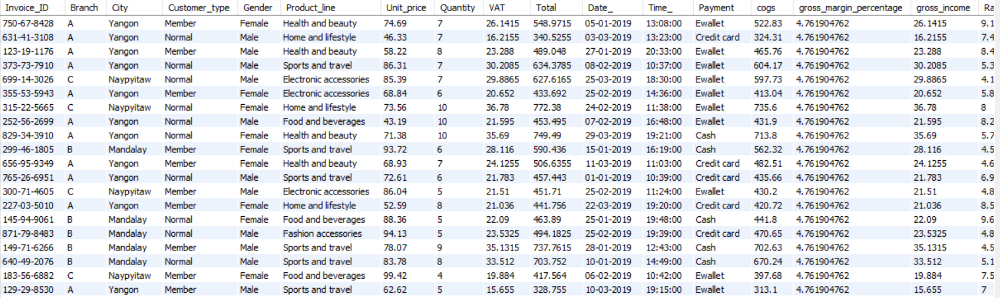 Invoice_ID Branch City Customer_type Gender Product_line Unit_price Quantity VAT Total Date_ Time_ Payment cogs gross_margin_percentage gross_income Ra
750-67-8428 A Yangon Member Female Health and beauty 74.69 7 26.1415 548.9715 05-01-2019 13:08:00 Ewallet 522.83 4.761904762 26.1415 9.1
631-41-3108 A Yangon Normal Male Home and lifestyle 46.33 7 16.2155 340.5255 03-03-2019 13:23:00 Credit card 324.31 4.761904762 16.2155 7.4
123-19-1176 A Yangon Member Male Health and beauty 58.22 8 23.288 489.048 27-01-2019 20:33:00 Ewallet 465.76 4.761904762 23.288 8.4
373-73-7910 A Yangon Normal Male Sports and travel 86.31 7 30.2085 634.3785 08-02-2019 10:37:00 Ewallet 604.17 4.761904762 30.2085 5.3
699-14-3026 C Naypyitaw Normal Male Electronic accessories 85.39 7 29.8865 627.6165 25-03-2019 18:30:00 Ewallet 597.73 4.761904762 29.8865 4.1
355-53-5943 A Yangon Member Female Electronic accessories 68.84 6 20.652 433.692 25-02-2019 14:36:00 Ewallet 413.04 4.761904762 20.652 5.8
315-22-5665 C Naypyitaw Normal Female Home and lifestyle 73.56 10 36.78 772.38 24-02-2019 11:38:00 Ewallet 735.6 4.761904762 36.78 8
252-56-2699 A Yangon Normal Male Food and beverages 43.19 10 21.595 453.495 07-02-2019 16:48:00 Ewallet 431.9 4.761904762 21.595 8.2
829-34-3910 A Yangon Normal Female Health and beauty 71.38 10 35.69 749.49 29-03-2019 19:21:00 Cash 713.8 4.761904762 35.69 5.7
299-46-1805 B Mandalay Member Female Sports and travel 93.72 6 28.116 590.436 15-01-2019 16:19:00 Cash 562.32 4.761904762 28.116 4.5
656-95-9349 A Yangon Member Female Health and beauty 68.93 7 24.1255 506.6355 11-03-2019 11:03:00 Credit card 482.51 4.761904762 24.1255 4.6
765-26-6951 A Yangon Normal Male Sports and travel 72.61 6 21.783 457.443 01-01-2019 10:39:00 Credit card 435.66 4.761904762 21.783 6.9
300-71-4605 C Naypyitaw Member Male Electronic accessories 86.04 5 21.51 451.71 25-02-2019 11:24:00 Ewallet 430.2 4.761904762 21.51 4.8
227-03-5010 A Yangon Member Female Home and lifestyle 52.59 8 21.036 441.756 22-03-2019 19:20:00 Credit card 420.72 4.761904762 21.036 8.5
145-94-9061 B Mandalay Normal Female Food and beverages 88.36 5 22.09 463.89 25-01-2019 19:48:00 Cash 441.8 4.761904762 22.09 9.6
871-79-8483 B Mandalay Normal Male Fashion accessories 94.13 5 23.5325 494.1825 25-02-2019 19:39:00 Credit card 470.65 4.761904762 23.5325 4.8
149-71-6266 B Mandalay Member Male Sports and travel 78.07 9 35.1315 737.7615 28-01-2019 12:43:00 Cash 702.63 4.761904762 35.1315 4.5
640-49-2076 B Mandalay Normal Male Sports and travel 83.78 8 33.512 703.752 10-01-2019 14:49:00 Cash 670.24 4.761904762 33.512 5.1
183-56-6882 C Naypyitaw Member Female Food and beverages 99.42 4 19.884 417.564 06-02-2019 10:42:00 Ewallet 397.68 4.761904762 19.884 7.5
129-29-8530 A Yangon Member Male Sports and travel 62.62 5 15.655 328.755 10-03-2019 19:15:00 Ewallet 313.1 4.761904762 15.655 7